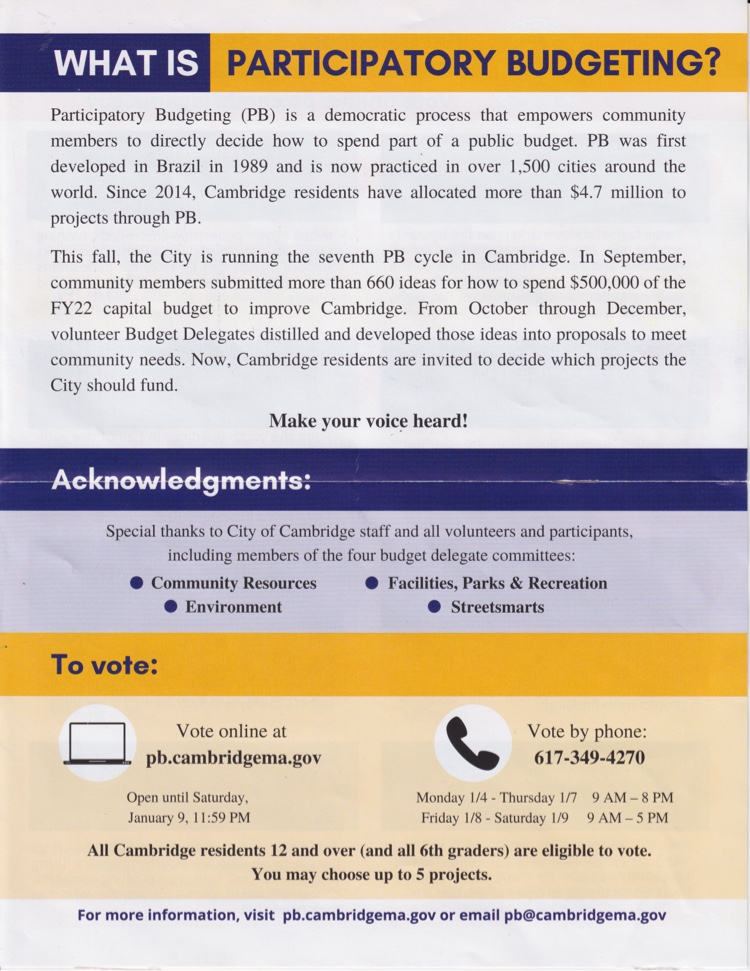 WHAT IS PARTICIPATORY BUDGETING?
Participatory Budgeting (PB) is a democratic process that empowers community
members to directly decide how to spend part of a public budget. PB was first
developed in Brazil in 1989 and is now practiced in over 1,500 cities around the
world. Since 2014, Cambridge residents have allocated more than $4.7 million to
projects through PB.
This fall, the City is running the seventh PB cycle in Cambridge. In September,
community members submitted more than 660 ideas for how to spend $500,000 of the
FY22 capital budget to improve Cambridge. From October through December,
volunteer Budget Delegates distilled and developed those ideas into proposals to meet
community needs. Now, Cambridge residents are invited to decide which projects the
City should fund.
Make your voice heard!
Acknowledgments:
Special thanks to City of Cambridge staff and all volunteers and participants,
including members of the four budget delegate committees:
● Community Resources ● Facilities, Parks & Recreation
● Environment ● Streetsmarts
To vote:
Vote online at
pb.cambridgema.gov
Open until Saturday,
January 9, 11:59 PM
Vote by phone:
617-349-4270
Monday 1/4 - Thursday 1/7 9 AM – 8 PM
Friday 1/8 - Saturday 1/9 9 AM – 5 PM
All Cambridge residents 12 and over (and all 6th graders) are eligible to vote.
You may choose up to 5 projects.
For more information, visit pb.cambridgema.gov or email pb@cambridgema.gov